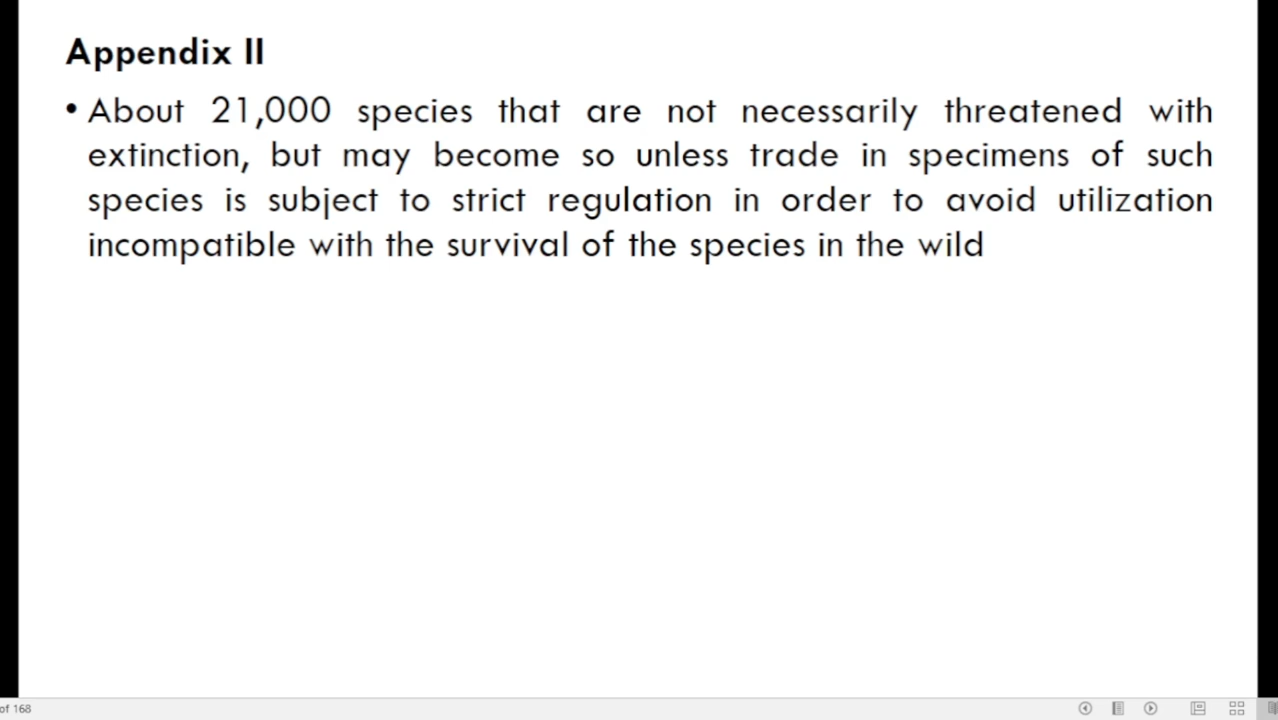 Appendix II
• About 21,000 species that are not necessarily threatened with
extinction, but may become so unless trade in specimens of such
species is subject to strict regulation in order to avoid utilization
incompatible with the survival of the species in the wild
of 168